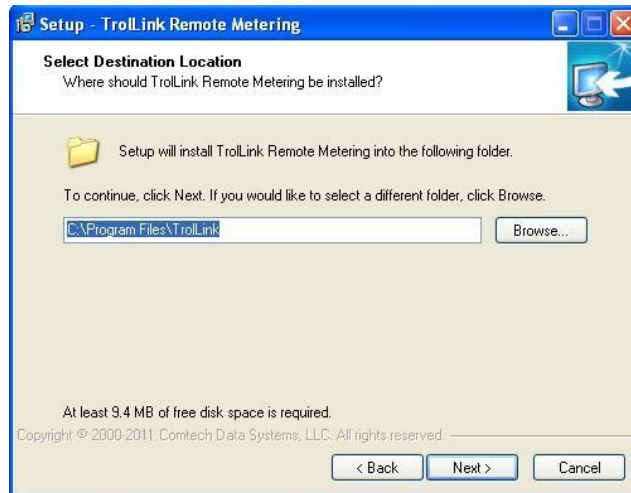 Setup - TrolLink Remote Metering
Select Destination Location
Where should TrolLink Remote Metering be installed?
Setup will install TrolLink Remote Metering into the following folder.
To continue, click Next. If you would like to select a different folder, click Browse.
C:\Program Files\TrolLink
Browse...
At least 9.4 MB of free disk space is required.
Copyright © 2000-2011 Comtech Data Systems, LLC. All rights reserved.
< Back
Next >
Cancel